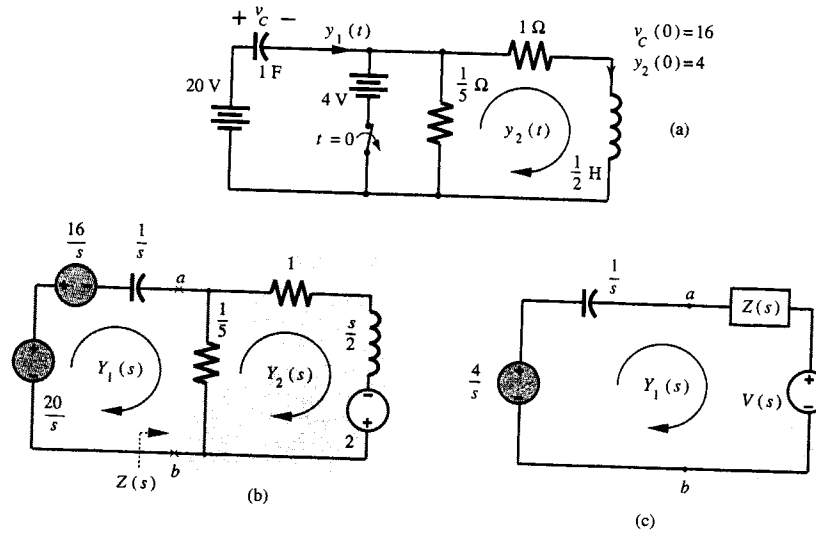 + v_C −
y_1(t)
1 F
20 V
4 V
t = 0
1/5 Ω
1 Ω
y_2(t)
1/2 H
v_C(0) = 16
y_2(0) = 4
(a)
16/s
1/s
a
1
1/5
s/2
Y_1(s)
Y_2(s)
20/s
2
Z(s)
b
(b)
1/s
a
Z(s)
4/s
Y_1(s)
V(s)
b
(c)